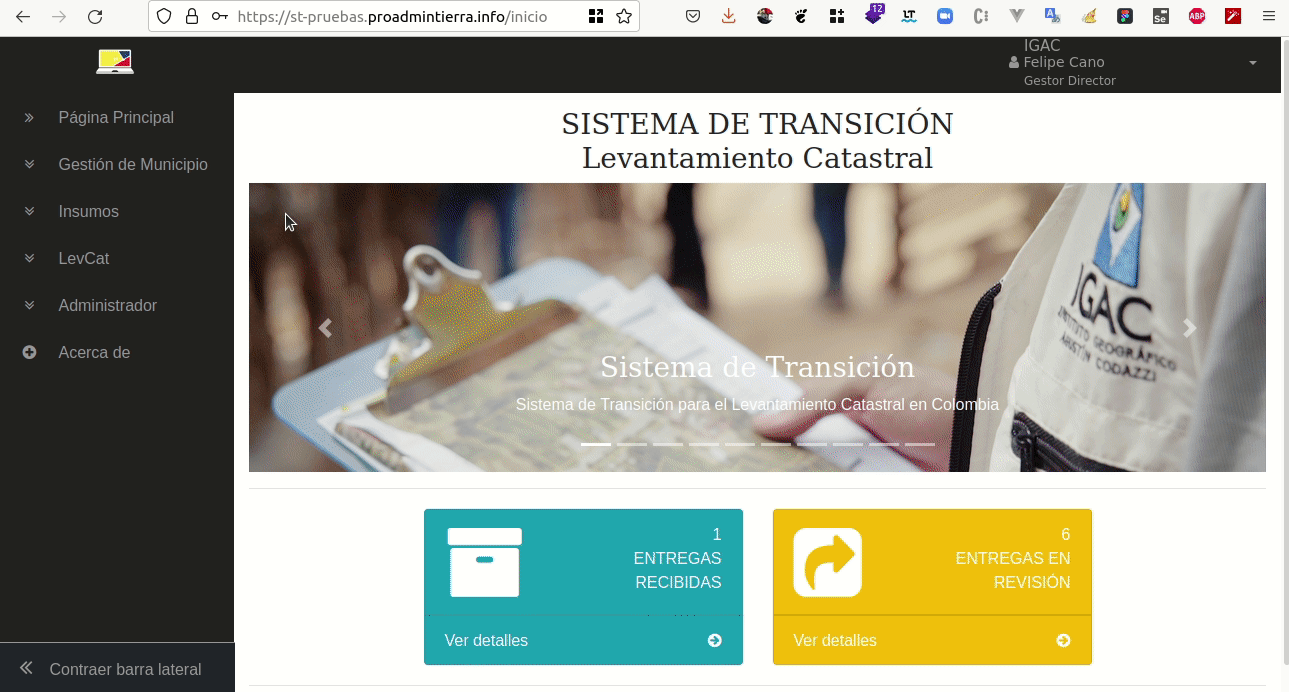 https://st-pruebas.proadmintierra.info/inicio
12
LT
Se
ABP
IGAC
Felipe Cano
Gestor Director
Página Principal
Gestión de Municipio
Insumos
LevCat
Administrador
Acerca de
Contraer barra lateral
SISTEMA DE TRANSICIÓN
Levantamiento Catastral
IGAC
INSTITUTO GEOGRÁFICO
AGUSTÍN CODAZZI
Sistema de Transición
Sistema de Transición para el Levantamiento Catastral en Colombia
1
ENTREGAS
RECIBIDAS
Ver detalles
6
ENTREGAS EN
REVISIÓN
Ver detalles